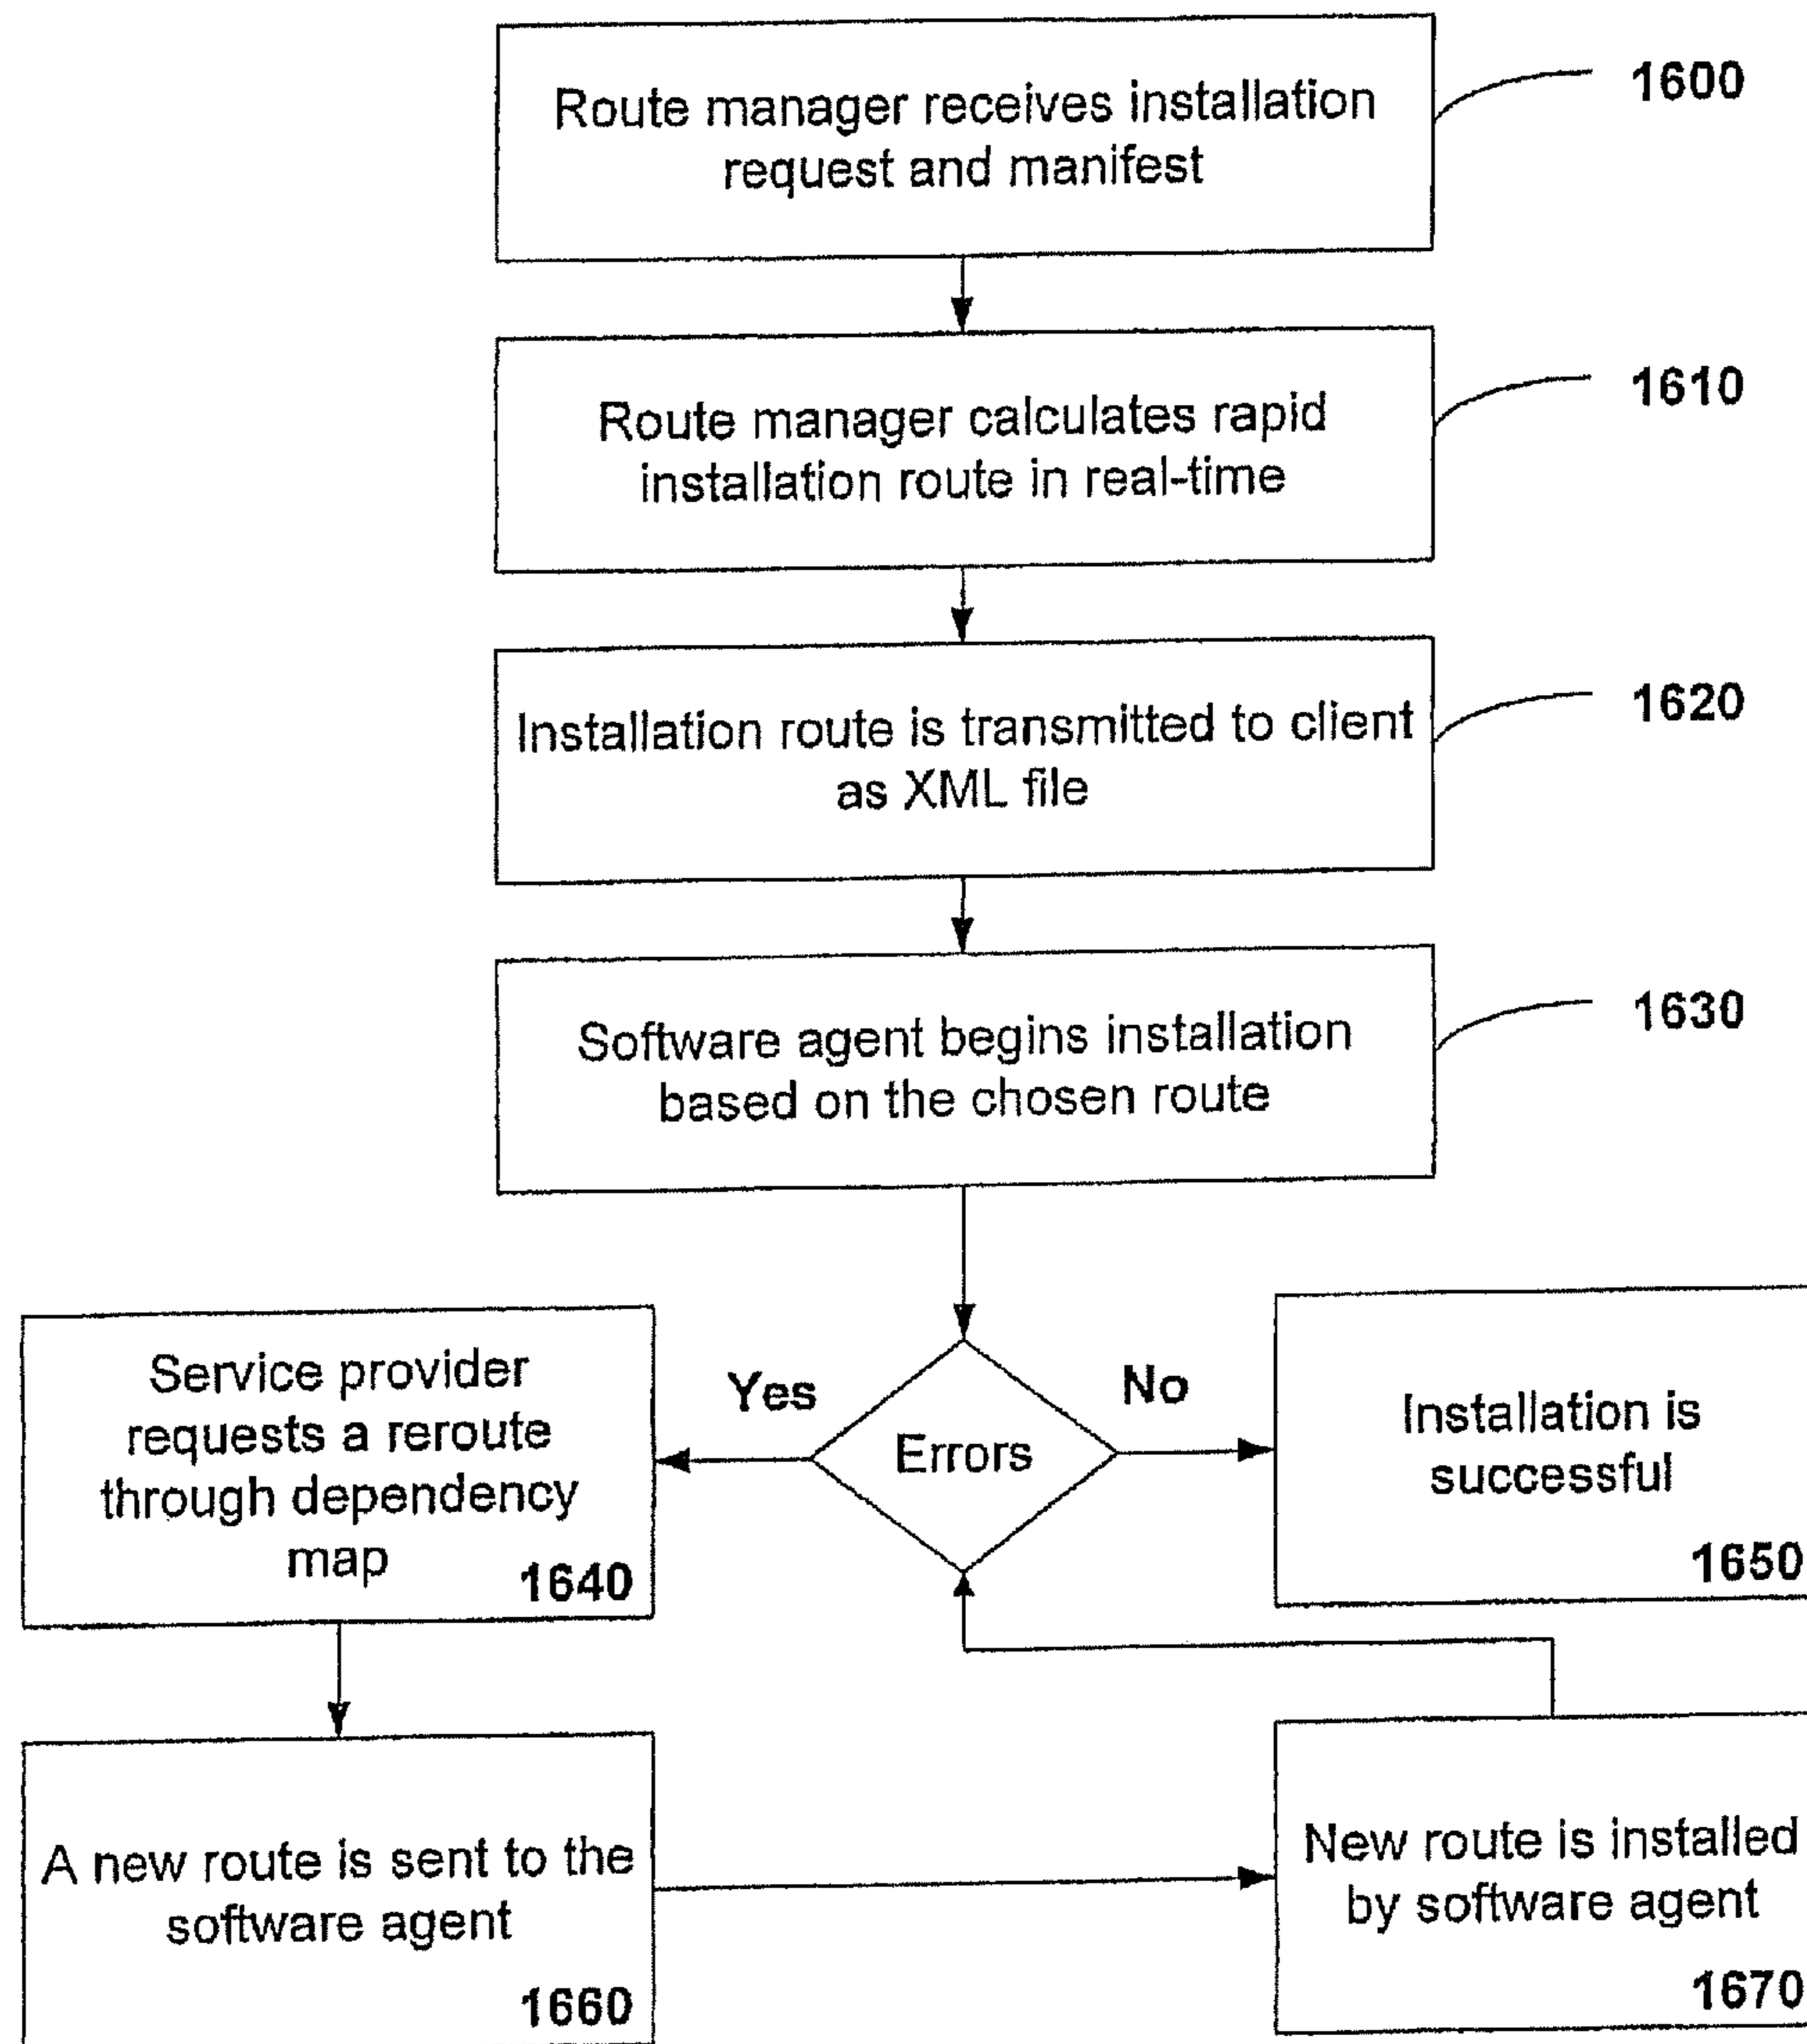 Route manager receives installation
request and manifest
1600
Route manager calculates rapid
installation route in real-time
1610
Installation route is transmitted to client
as XML file
1620
Software agent begins installation
based on the chosen route
1630
Service provider
requests a reroute
through dependency
map
1640
Yes
Errors
No
Installation is
successful
1650
A new route is sent to the
software agent
1660
New route is installed
by software agent
1670